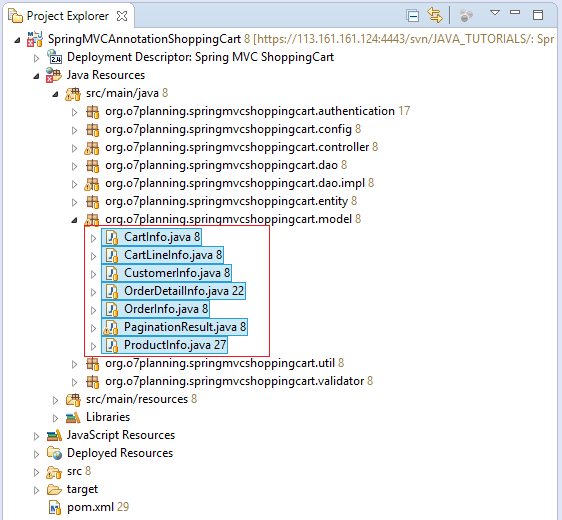 Project Explorer
SpringMVCAnnotationShoppingCart 8 [https://113.161.161.124:4443/svn/JAVA_TUTORIALS/: Spr
Deployment Descriptor: Spring MVC ShoppingCart
Java Resources
src/main/java 8
org.o7planning.springmvcshoppingcart.authentication 17
org.o7planning.springmvcshoppingcart.config 8
org.o7planning.springmvcshoppingcart.controller 8
org.o7planning.springmvcshoppingcart.dao 8
org.o7planning.springmvcshoppingcart.dao.impl 8
org.o7planning.springmvcshoppingcart.entity 8
org.o7planning.springmvcshoppingcart.model 8
CartInfo.java 8
CartLineInfo.java 8
CustomerInfo.java 8
OrderDetailInfo.java 22
OrderInfo.java 8
PaginationResult.java 8
ProductInfo.java 27
org.o7planning.springmvcshoppingcart.util 8
org.o7planning.springmvcshoppingcart.validator 8
src/main/resources 8
Libraries
JavaScript Resources
Deployed Resources
src 8
target
pom.xml 29